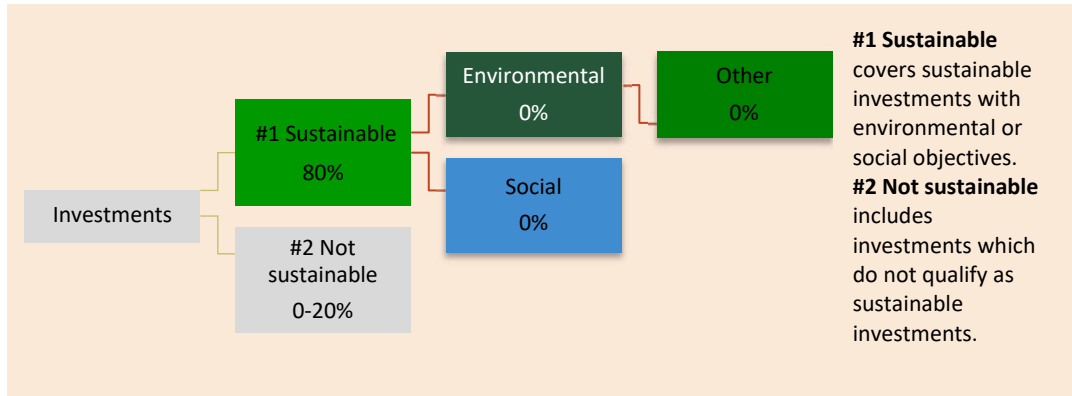 Investments
#1 Sustainable
80%
#2 Not
sustainable
0-20%
Environmental
0%
Social
0%
Other
0%
#1 Sustainable
covers sustainable
investments with
environmental or
social objectives.
#2 Not sustainable
includes
investments which
do not qualify as
sustainable
investments.